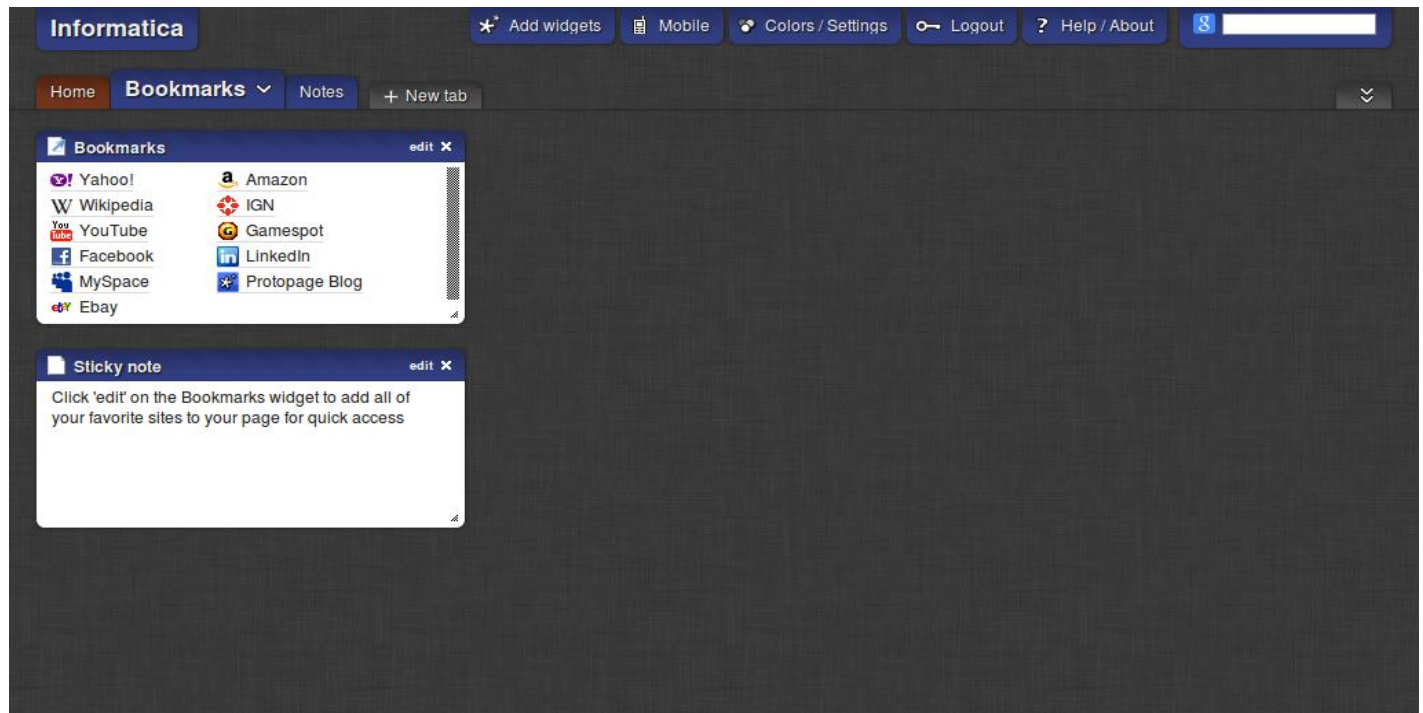 Informatica
Add widgets Mobile Colors / Settings Logout ? Help / About
Home Bookmarks Notes + New tab
Bookmarks edit
Yahoo! Amazon
Wikipedia IGN
YouTube Gamespot
Facebook LinkedIn
MySpace Protopage Blog
Ebay
Sticky note edit
Click 'edit' on the Bookmarks widget to add all of
your favorite sites to your page for quick access